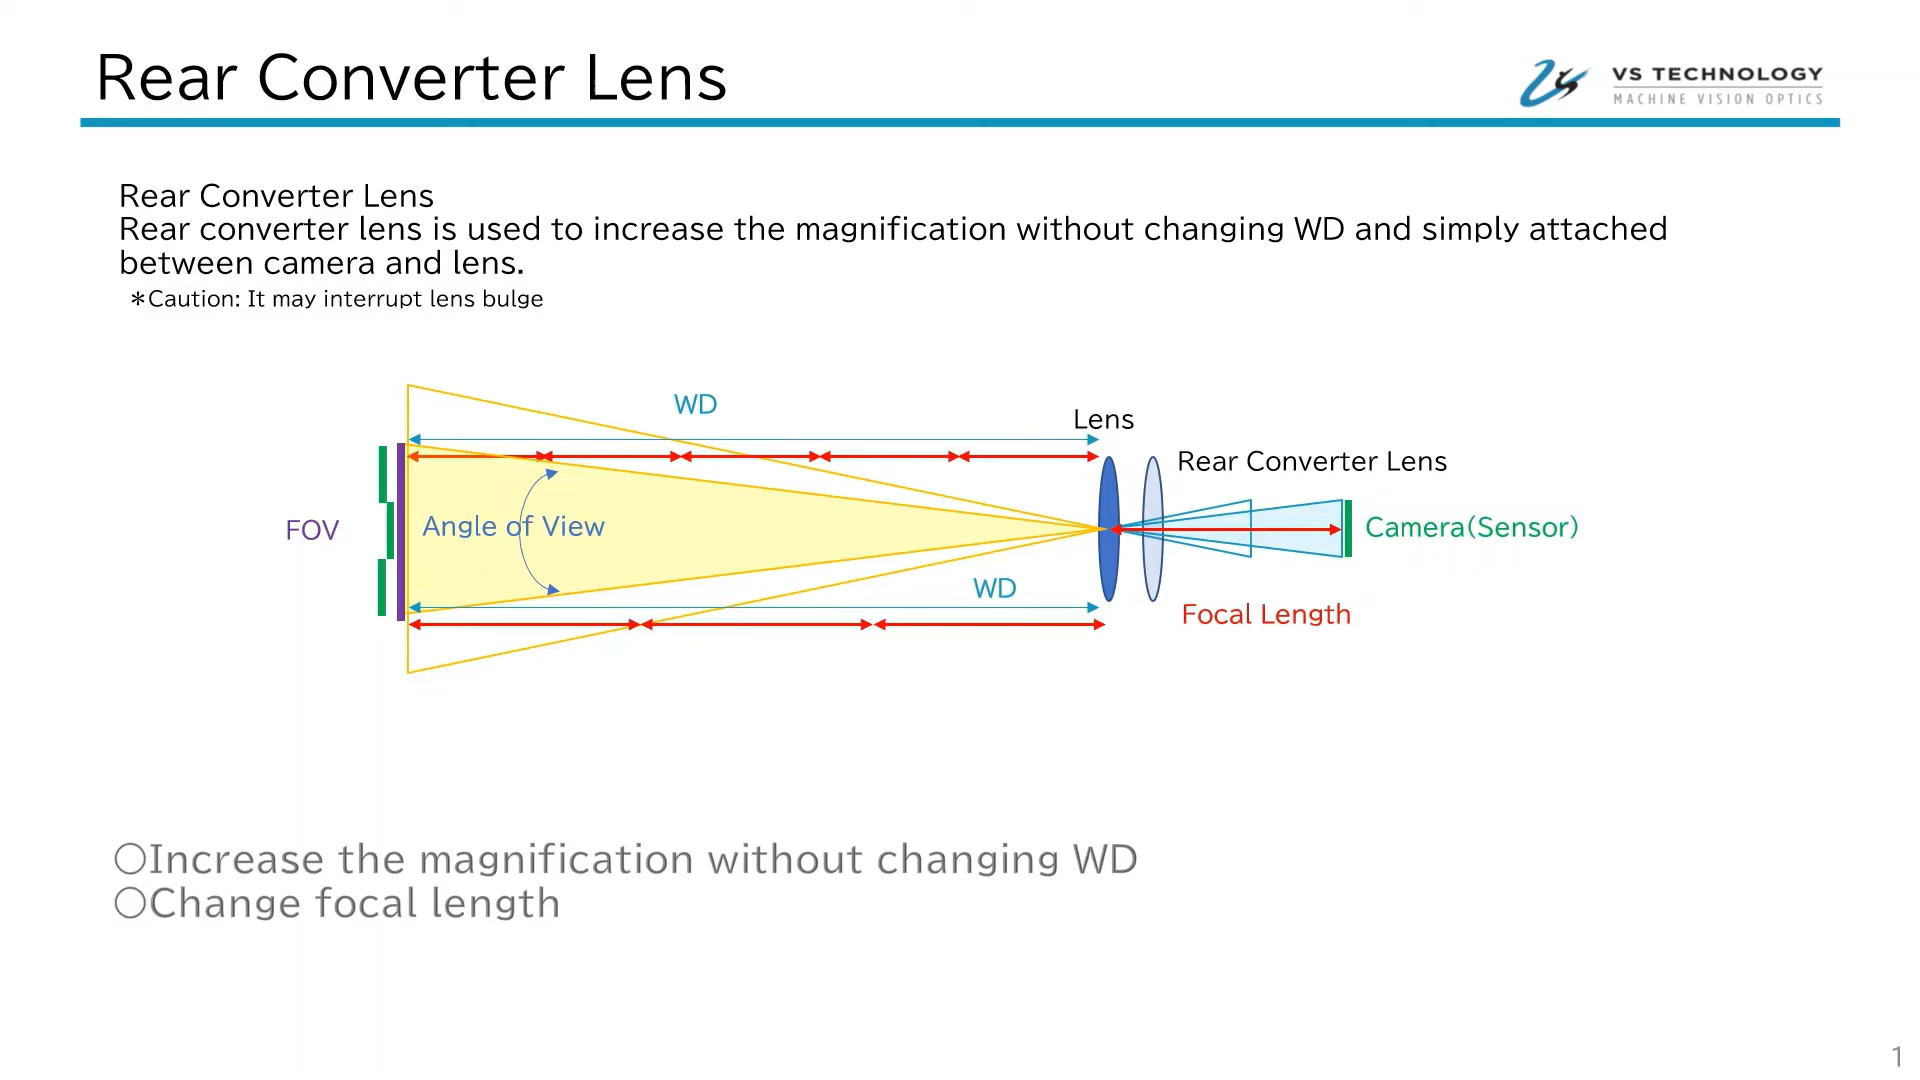 Rear Converter Lens
VS TECHNOLOGY
MACHINE VISION OPTICS
Rear Converter Lens
Rear converter lens is used to increase the magnification without changing WD and simply attached
between camera and lens.
＊Caution: It may interrupt lens bulge
WD
Lens
Rear Converter Lens
FOV
Angle of View
Camera(Sensor)
WD
Focal Length
○Increase the magnification without changing WD
○Change focal length
1